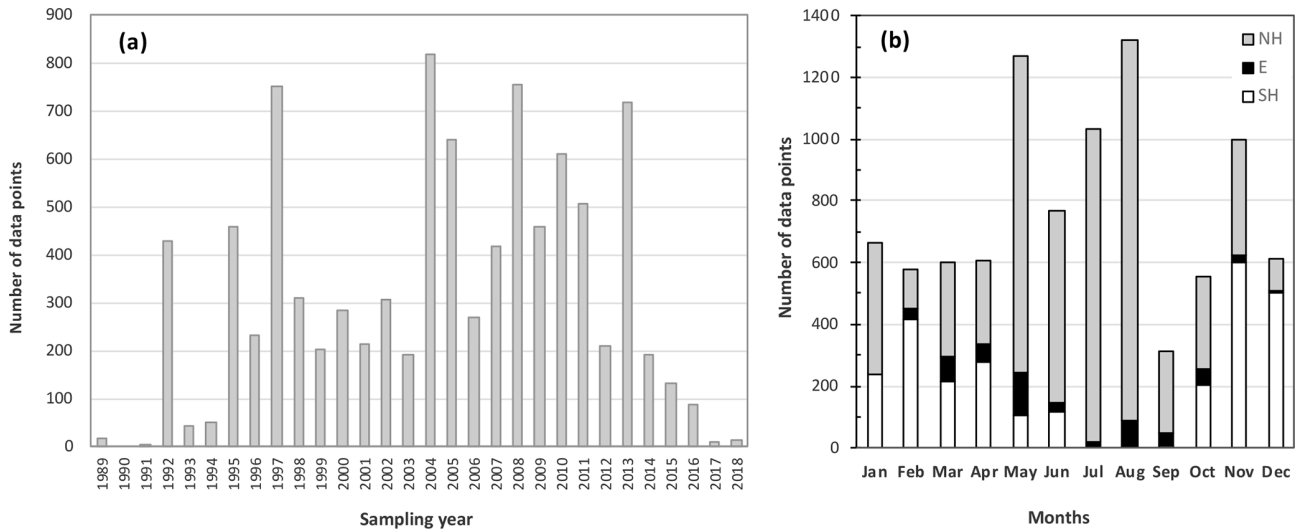 (a)
Number of data points
900
800
700
600
500
400
300
200
100
0
1989 1990 1991 1992 1993 1994 1995 1996 1997 1998 1999 2000 2001 2002 2003 2004 2005 2006 2007 2008 2009 2010 2011 2012 2013 2014 2015 2016 2017 2018
Sampling year
(b)
NH
E
SH
Number of data points
1400
1200
1000
800
600
400
200
0
Jan Feb Mar Apr May Jun Jul Aug Sep Oct Nov Dec
Months